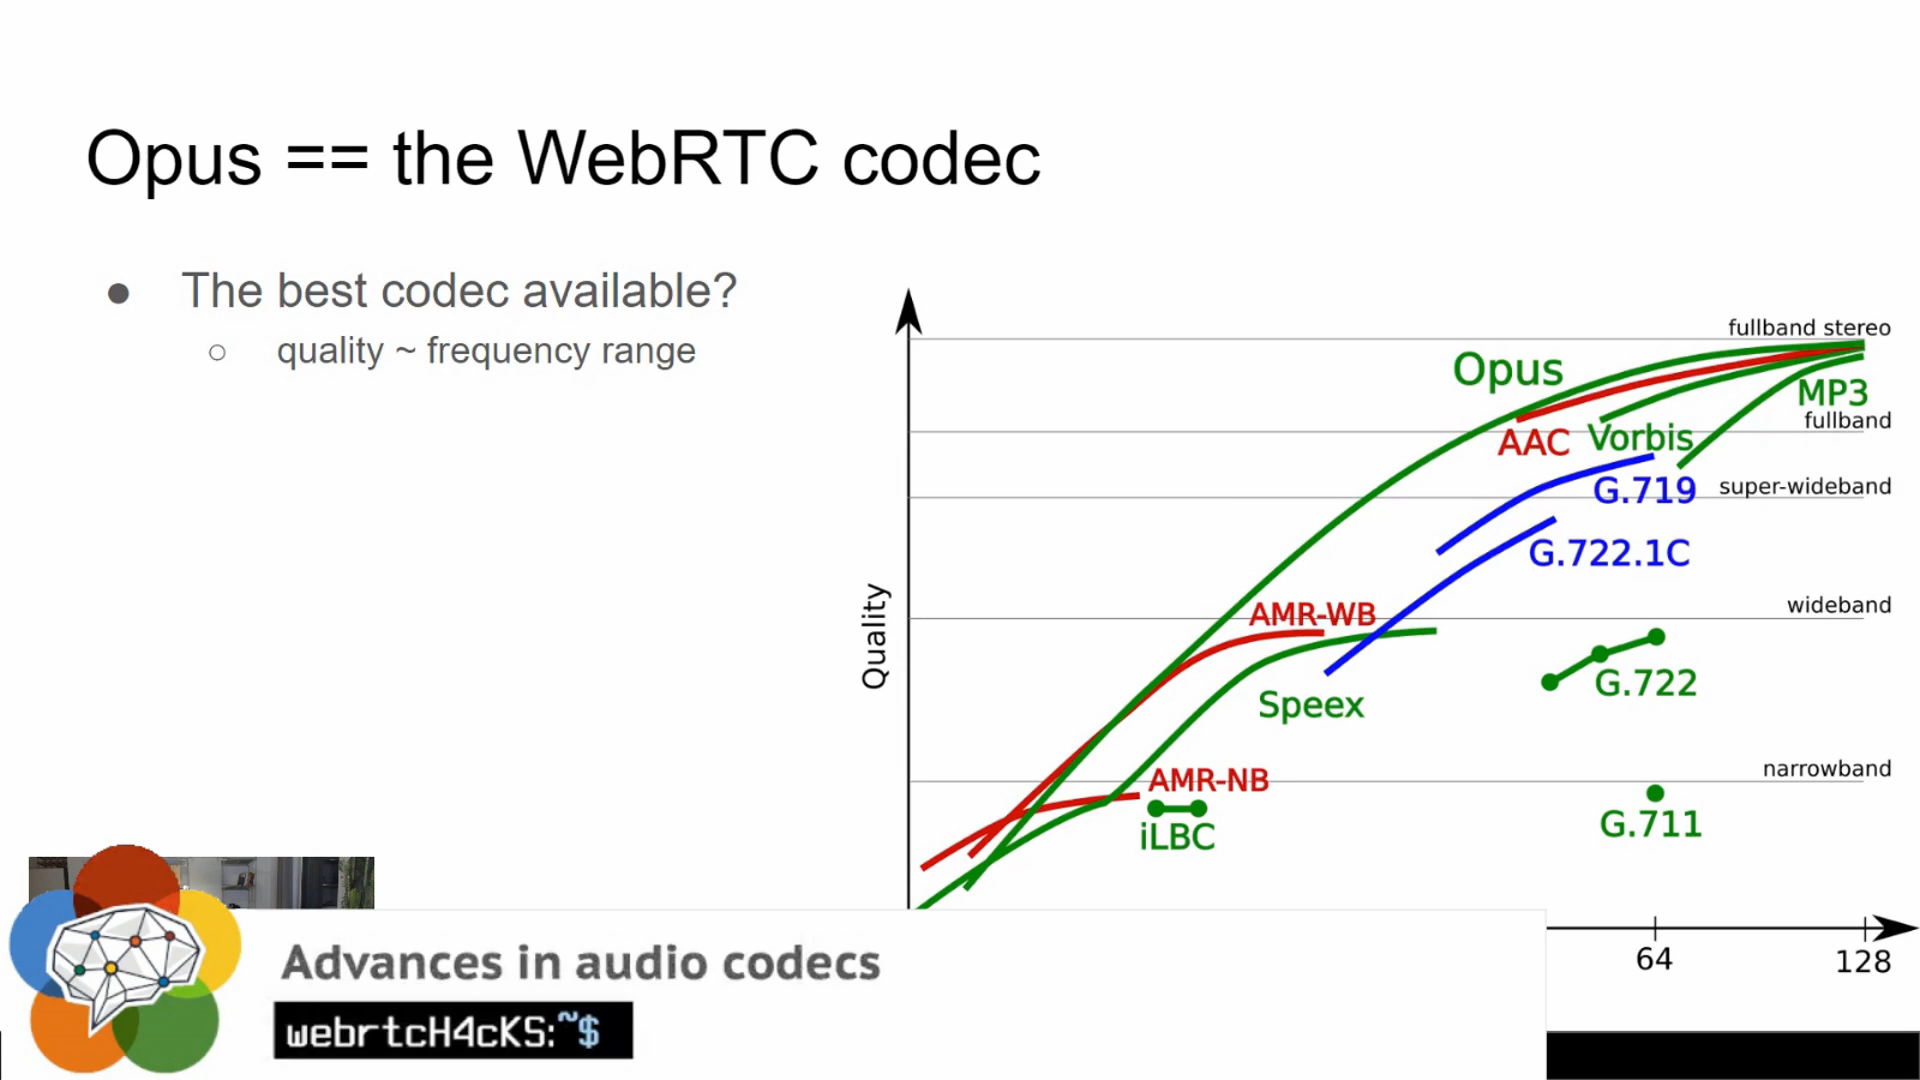 Opus == the WebRTC codec
● The best codec available?
○ quality ~ frequency range
fullband stereo
Opus
MP3
fullband
AAC
Vorbis
super-wideband
G.719
G.722.1C
wideband
AMR-WB
Quality
G.722
Speex
narrowband
AMR-NB
iLBC
G.711
64
128
Advances in audio codecs
webrtcH4cKS:~$